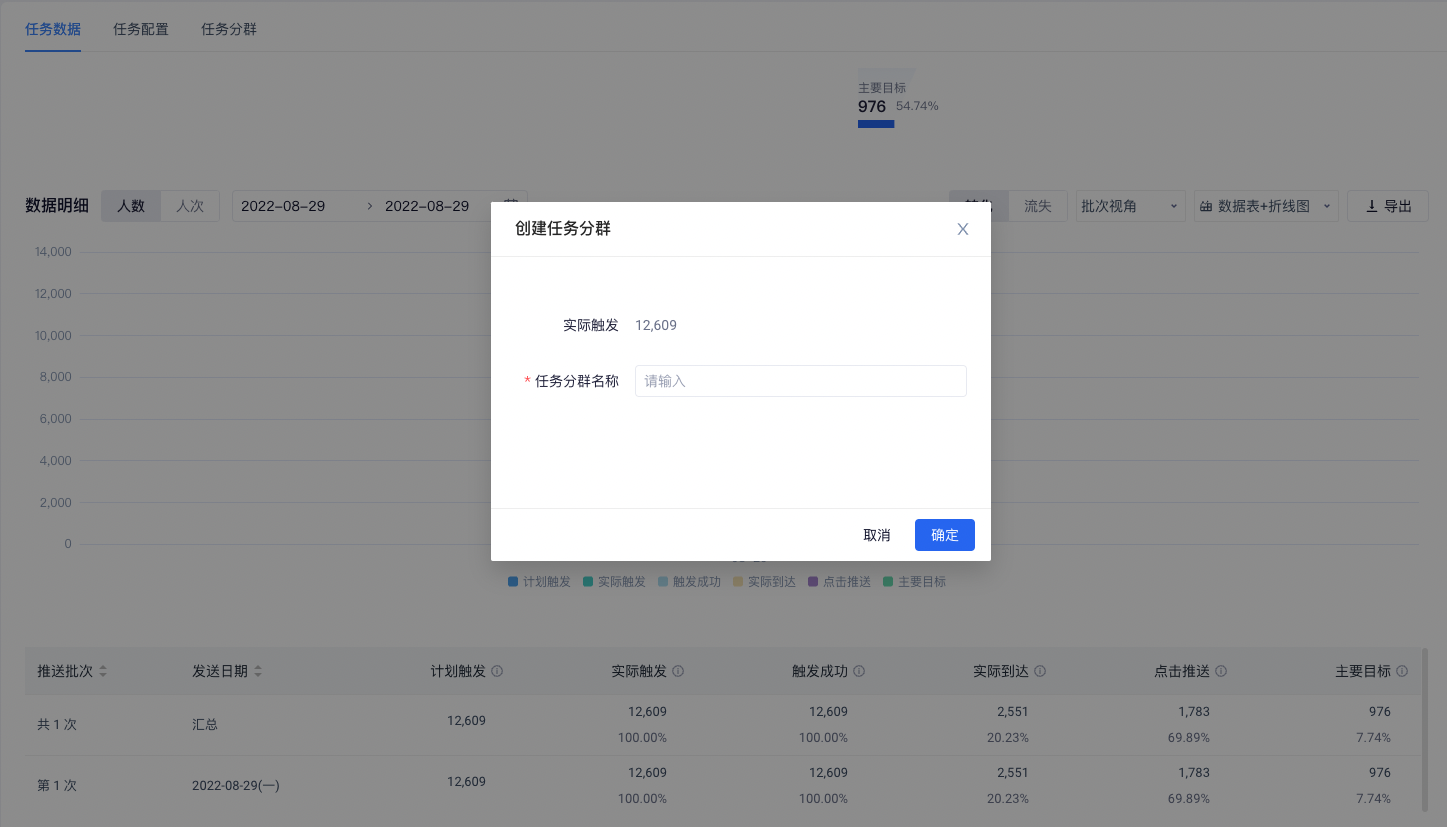 任务数据 任务配置 任务分群
主要目标
976 54.74%
数据明细 人数 人次 2022-08-29 > 2022-08-29 流失 批次视角 数据表+折线图 导出
创建任务分群 X
14,000
12,000
10,000
8,000
6,000
4,000
2,000
0
实际触发 12,609
* 任务分群名称 请输入
取消 确定
计划触发 实际触发 触发成功 实际到达 点击推送 主要目标
推送批次 发送日期 计划触发 实际触发 触发成功 实际到达 点击推送 主要目标
共 1 次 汇总 12,609 12,609 12,609 2,551 1,783 976
100.00% 100.00% 20.23% 69.89% 7.74%
第 1 次 2022-08-29(一) 12,609 12,609 12,609 2,551 1,783 976
100.00% 100.00% 20.23% 69.89% 7.74%